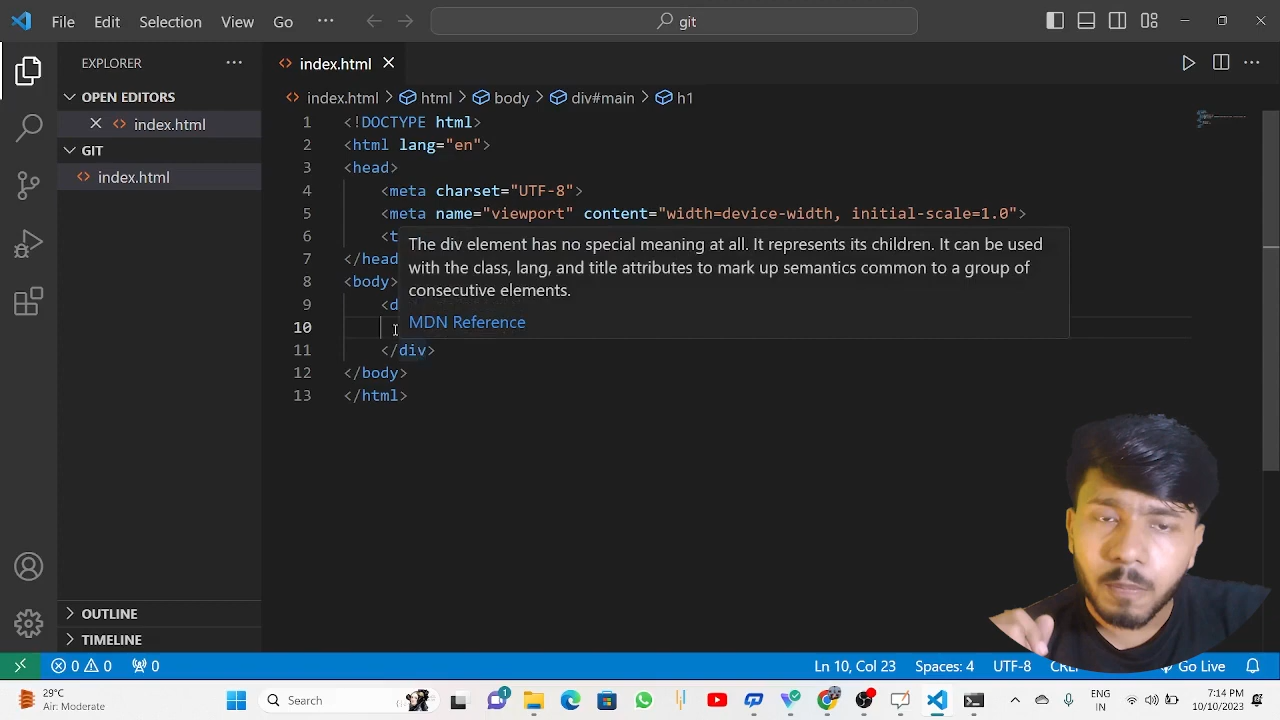 File Edit Selection View Go ··· git
EXPLORER ···
OPEN EDITORS
index.html
GIT
index.html
OUTLINE
TIMELINE
index.html
index.html > html > body > div#main > h1
1 <!DOCTYPE html>
2 <html lang="en">
3 <head>
4 <meta charset="UTF-8">
5 <meta name="viewport" content="width=device-width, initial-scale=1.0">
6 <t
7 </head
8 <body>
9 <d
10
11 </div>
12 </body>
13 </html>
The div element has no special meaning at all. It represents its children. It can be used
with the class, lang, and title attributes to mark up semantics common to a group of
consecutive elements.
MDN Reference
0 0 0 Ln 10, Col 23 Spaces: 4 UTF-8 Go Live
29°C
Air: Moderate
Search
1
ENG
IN
7:14 PM